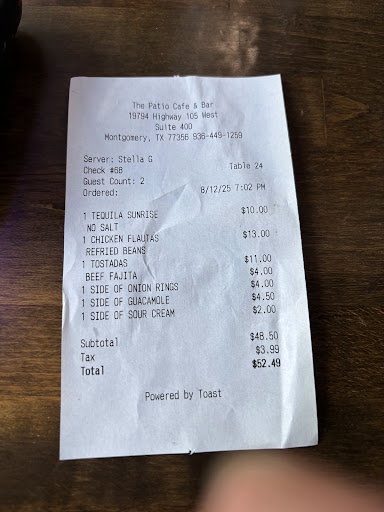 The Patio Cafe & Bar
19794 Highway 105 West
Suite 400
Montgomery, TX 77356 936-449-1259
Server: Stella G
Check #68 Table 24
Guest Count: 2
Ordered: 8/12/25 7:02 PM
1 TEQUILA SUNRISE $10.00
NO SALT
1 CHICKEN FLAUTAS $13.00
REFRIED BEANS
1 TOSTADAS $11.00
BEEF FAJITA $4.00
1 SIDE OF ONION RINGS $4.00
1 SIDE OF GUACAMOLE $4.50
1 SIDE OF SOUR CREAM $2.00
Subtotal $48.50
Tax $3.99
Total $52.49
Powered by Toast